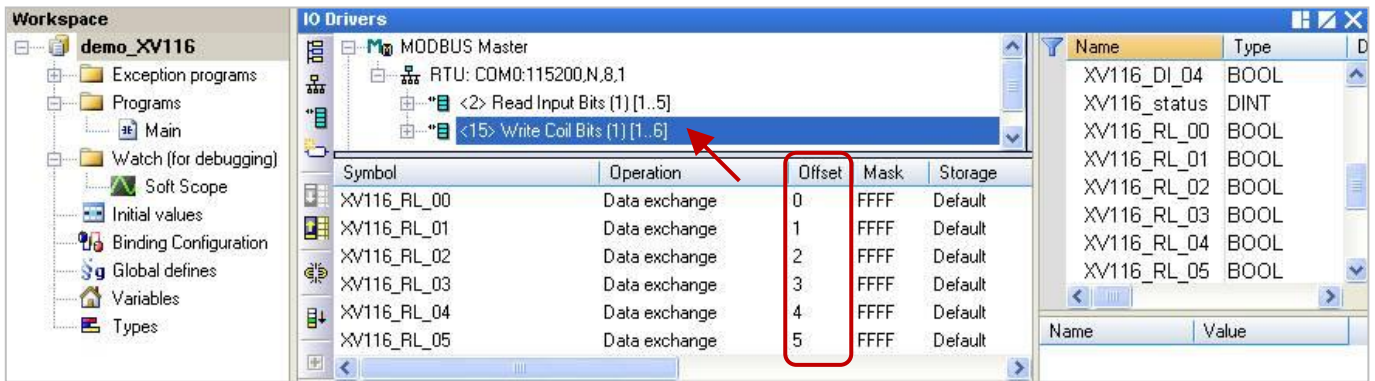 Workspace
demo_XV116
Exception programs
Programs
Main
Watch (for debugging)
Soft Scope
Initial values
Binding Configuration
Global defines
Variables
Types
IO Drivers
MODBUS Master
RTU: COM0:115200,N,8,1
<2> Read Input Bits (1) [1..5]
<15> Write Coil Bits (1) [1..6]
Symbol Operation Offset Mask Storage
XV116_RL_00 Data exchange 0 FFFF Default
XV116_RL_01 Data exchange 1 FFFF Default
XV116_RL_02 Data exchange 2 FFFF Default
XV116_RL_03 Data exchange 3 FFFF Default
XV116_RL_04 Data exchange 4 FFFF Default
XV116_RL_05 Data exchange 5 FFFF Default
Name Type D
XV116_DI_04 BOOL
XV116_status DINT
XV116_RL_00 BOOL
XV116_RL_01 BOOL
XV116_RL_02 BOOL
XV116_RL_03 BOOL
XV116_RL_04 BOOL
XV116_RL_05 BOOL
Name Value